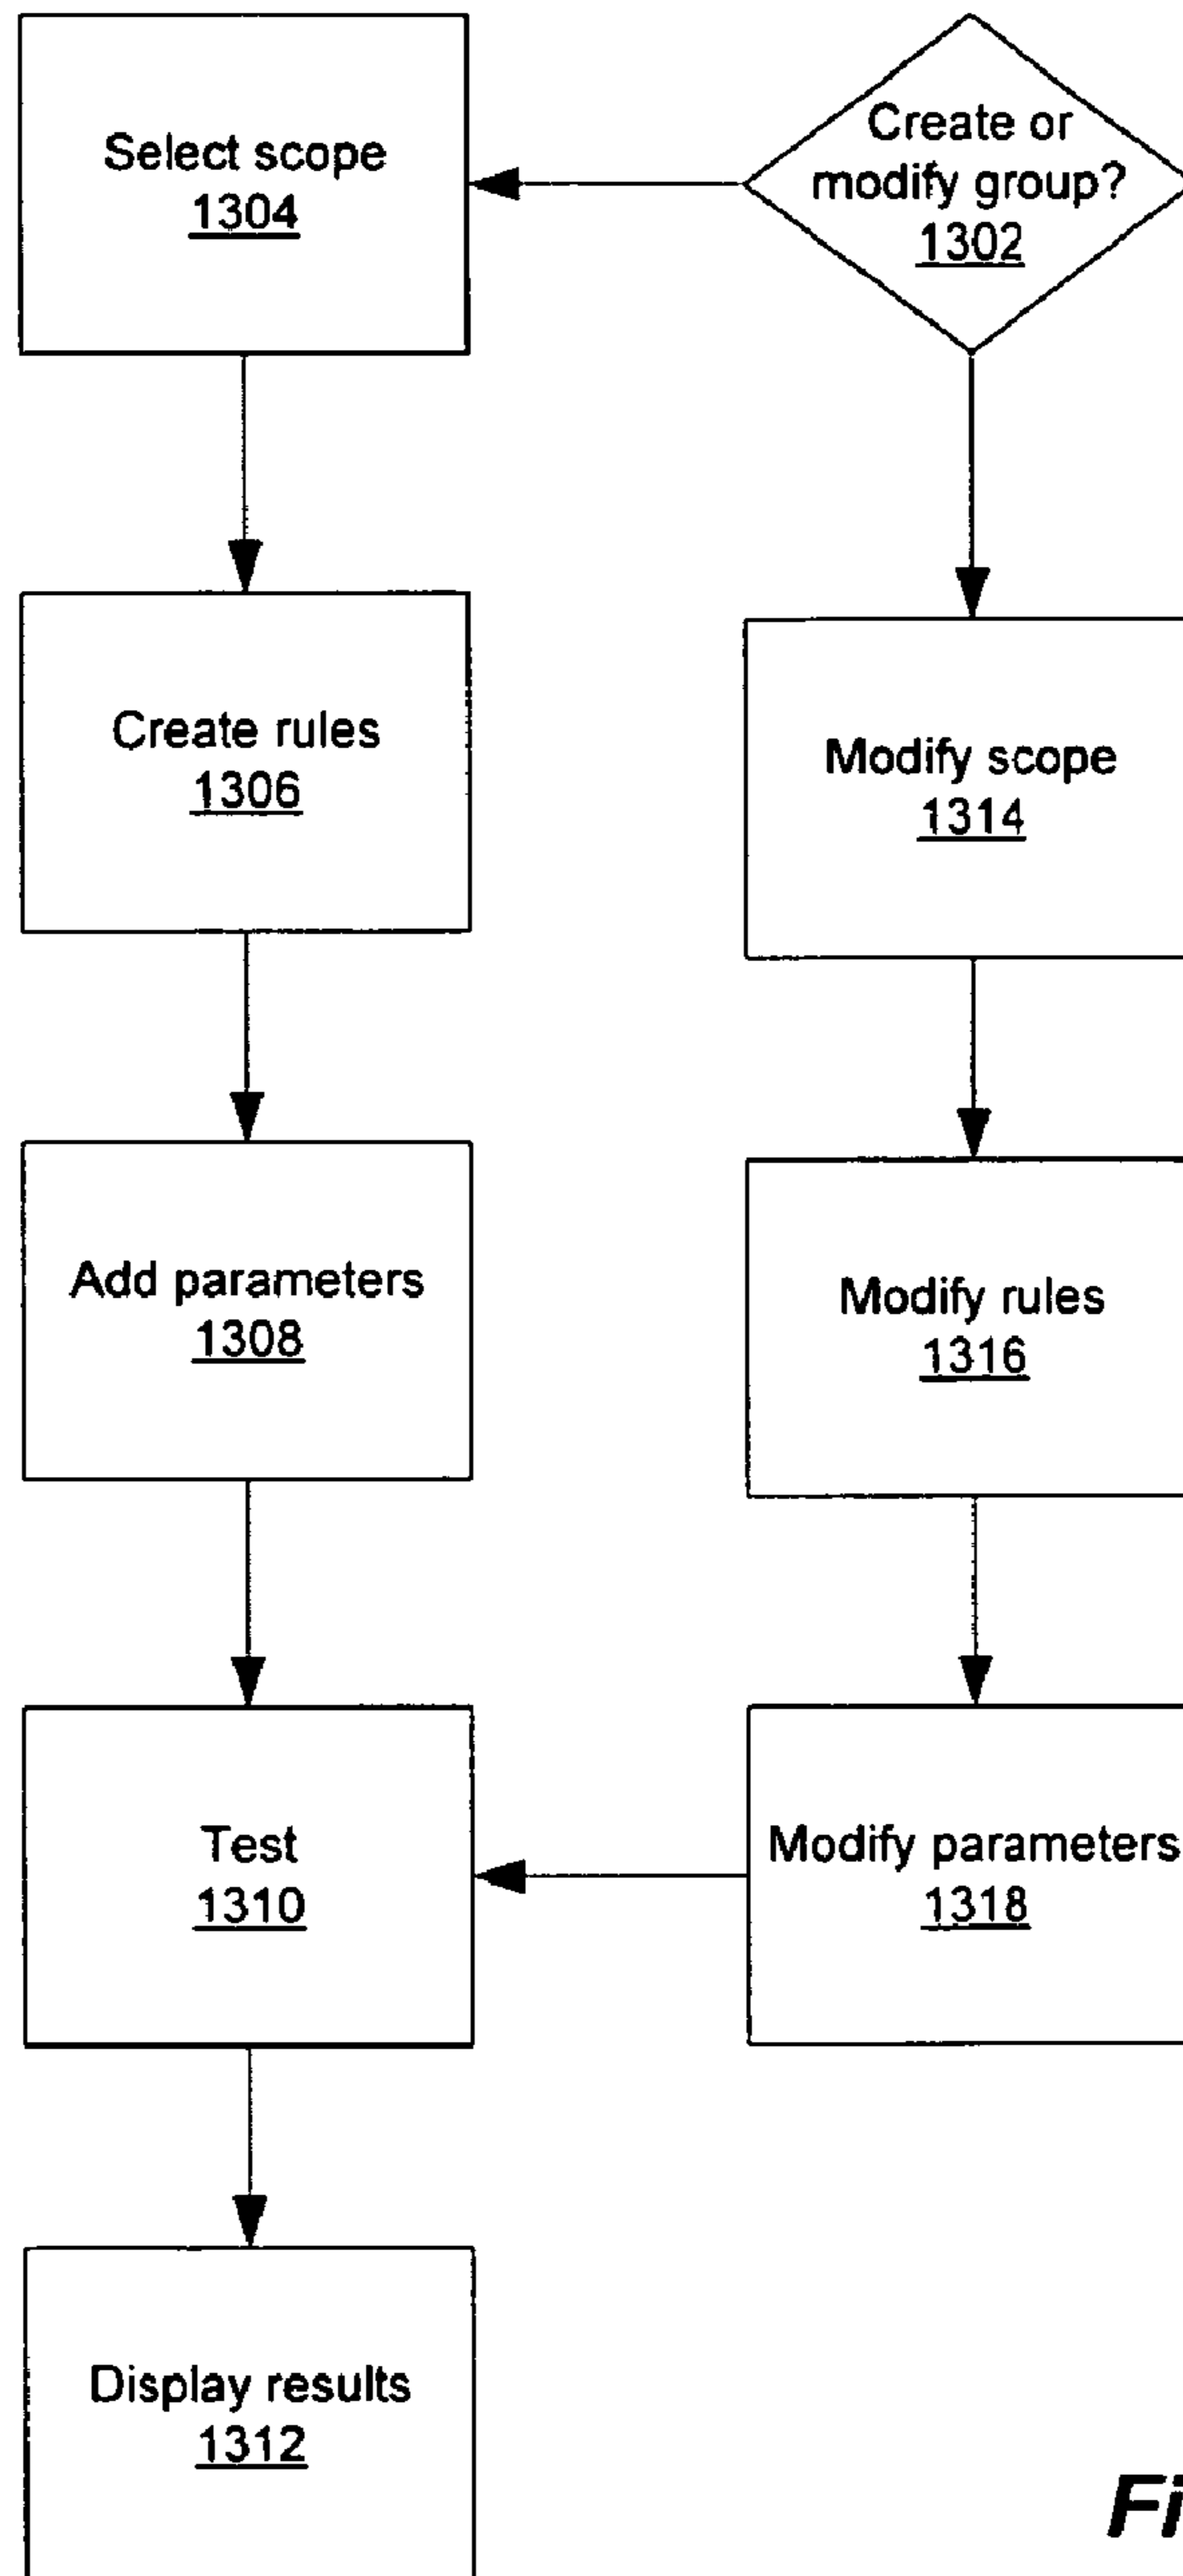 Select scope
1304
Create or
modify group?
1302
Create rules
1306
Modify scope
1314
Add parameters
1308
Modify rules
1316
Test
1310
Modify parameters
1318
Display results
1312
Fi